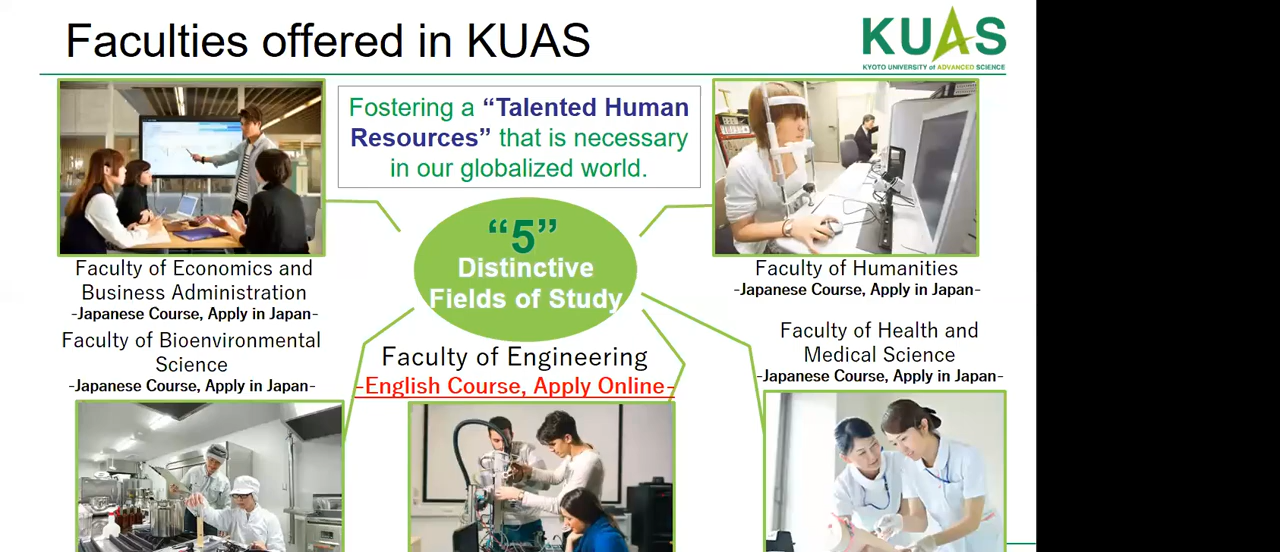 Faculties offered in KUAS
KUAS
KYOTO UNIVERSITY of ADVANCED SCIENCE
Fostering a “Talented Human
Resources” that is necessary
in our globalized world.
“5”
Distinctive
Fields of Study
Faculty of Economics and
Business Administration
-Japanese Course, Apply in Japan-
Faculty of Humanities
-Japanese Course, Apply in Japan-
Faculty of Bioenvironmental
Science
-Japanese Course, Apply in Japan-
Faculty of Engineering
-English Course, Apply Online-
Faculty of Health and
Medical Science
-Japanese Course, Apply in Japan-